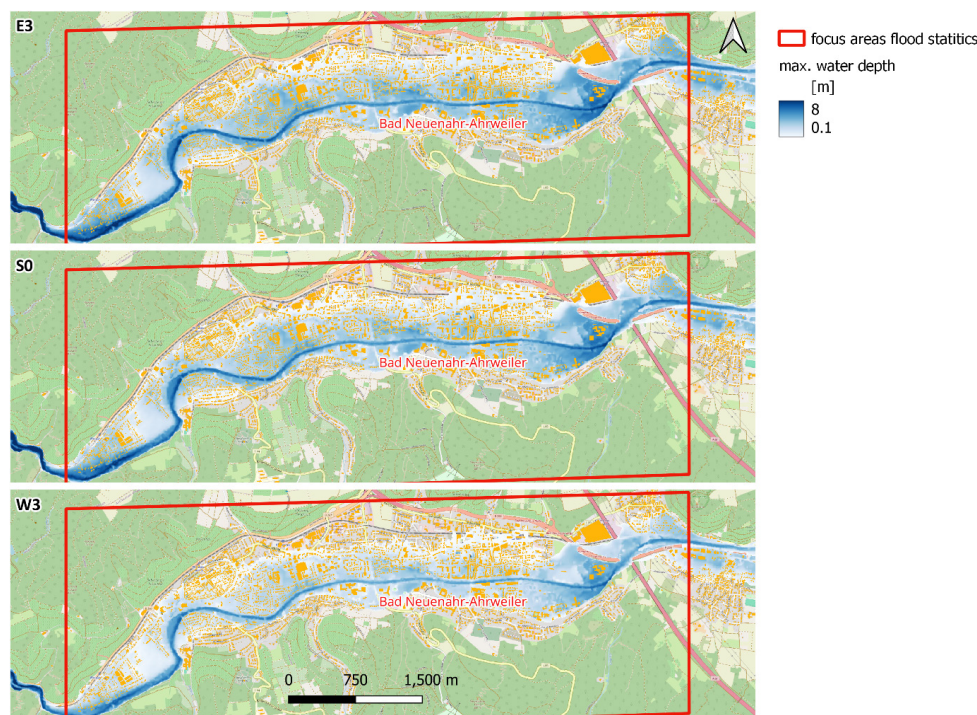 E3
focus areas flood statitics
max. water depth
[m]
8
0.1
Bad Neuenahr-Ahrweiler
S0
Bad Neuenahr-Ahrweiler
W3
Bad Neuenahr-Ahrweiler
0 750 1,500 m